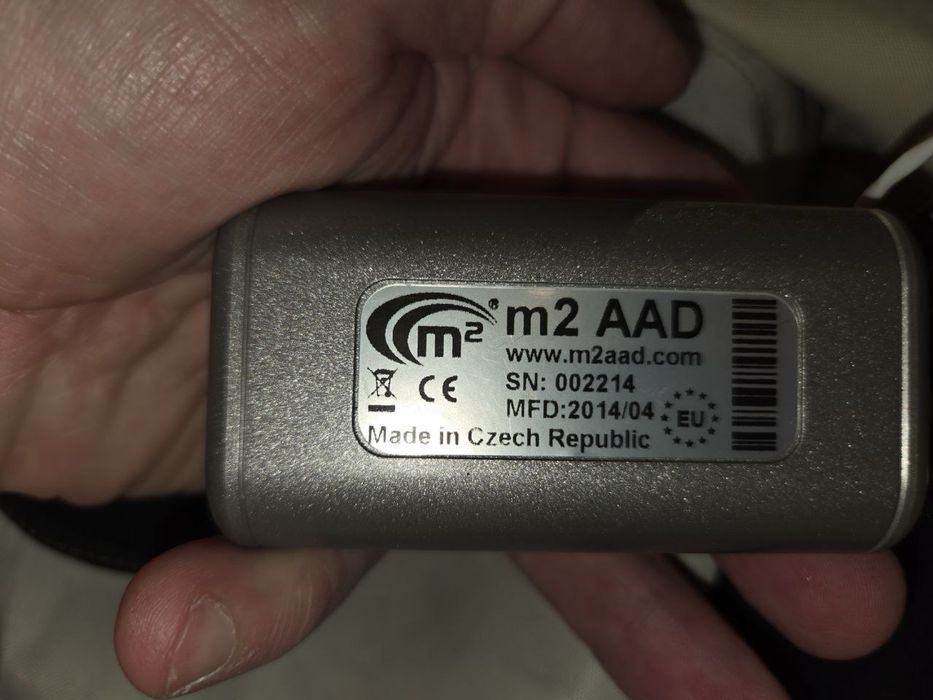 m2® m2 AAD
www.m2aad.com
SN: 002214
CE MFD:2014/04
EU
Made in Czech Republic